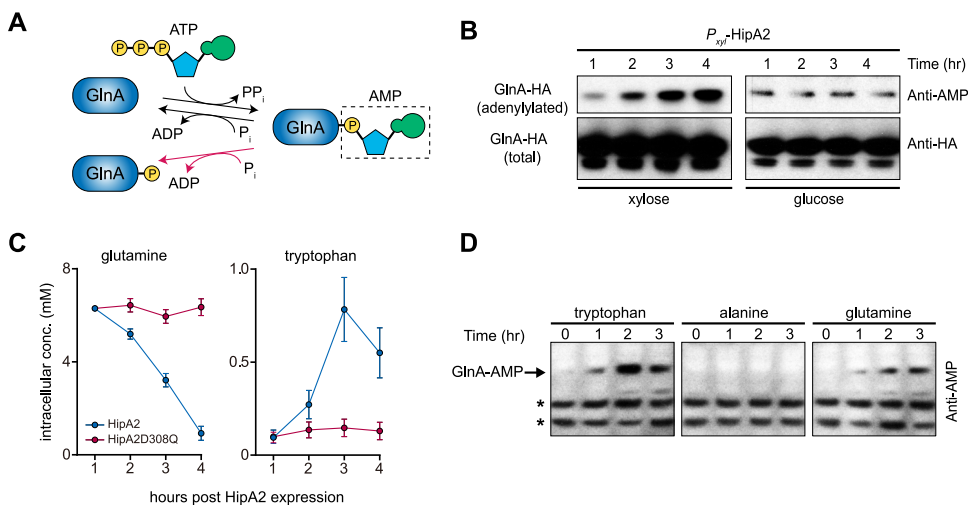 A
ATP
P P P
GlnA
PPi
ADP
Pi
AMP
GlnA P
GlnA P
ADP
Pi
B
Pxyl-HipA2
1 2 3 4 1 2 3 4 Time (hr)
GlnA-HA
(adenylylated)
Anti-AMP
GlnA-HA
(total)
Anti-HA
xylose glucose
C
glutamine tryptophan
intracellular conc. (mM)
8
4
0
1.0
0.5
0
HipA2
HipA2D308Q
1 2 3 4 1 2 3 4
hours post HipA2 expression
D
tryptophan alanine glutamine
Time (hr) 0 1 2 3 0 1 2 3 0 1 2 3
GlnA-AMP
*
*
Anti-AMP